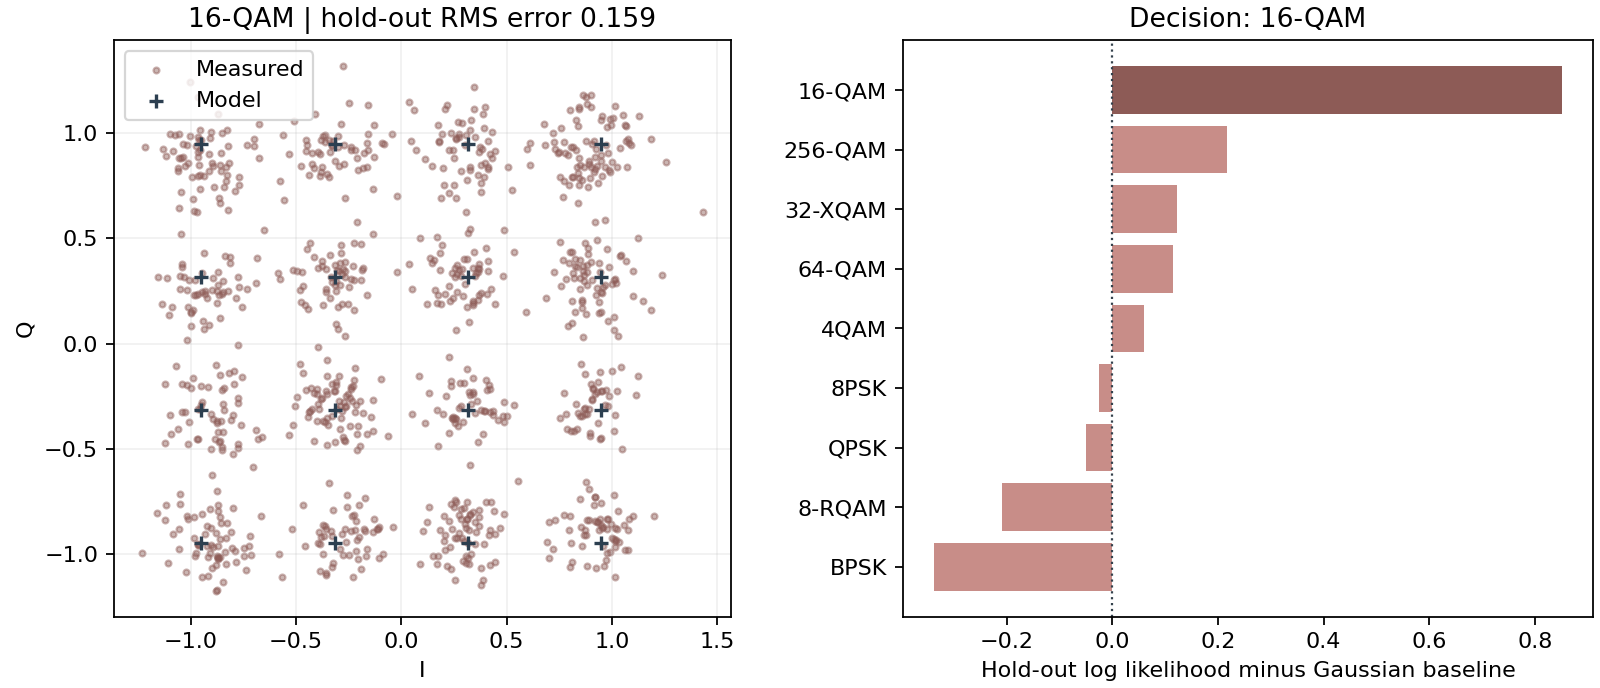 16-QAM | hold-out RMS error 0.159
Measured
Model
1.0
0.5
0.0
−0.5
−1.0
Q
−1.0
−0.5
0.0
0.5
1.0
1.5
I
Decision: 16-QAM
16-QAM
256-QAM
32-XQAM
64-QAM
4QAM
8PSK
QPSK
8-RQAM
BPSK
−0.2
0.0
0.2
0.4
0.6
0.8
Hold-out log likelihood minus Gaussian baseline